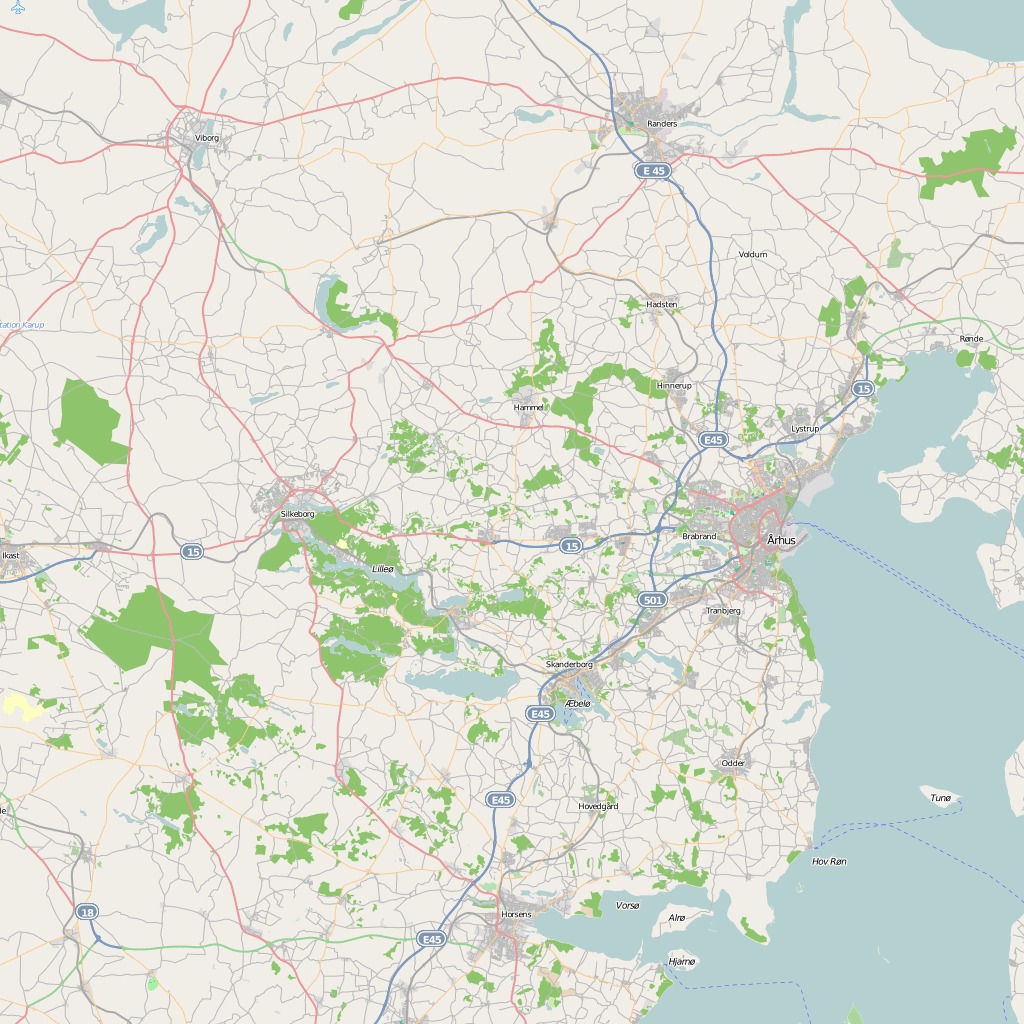 Randers
Viborg
E 45
Voldum
Hadsten
tation Karup
Rønde
Hinnerup
15
Hammel
Lystrup
E45
Silkeborg
Brabrand
Århus
15
15
Ikast
Lilleø
501
Tranbjerg
Skanderborg
Æbelø
E45
Odder
Tunø
E45
Hovedgård
Hov Røn
Vorsø
18
Horsens
Alrø
E45
Hjarnø